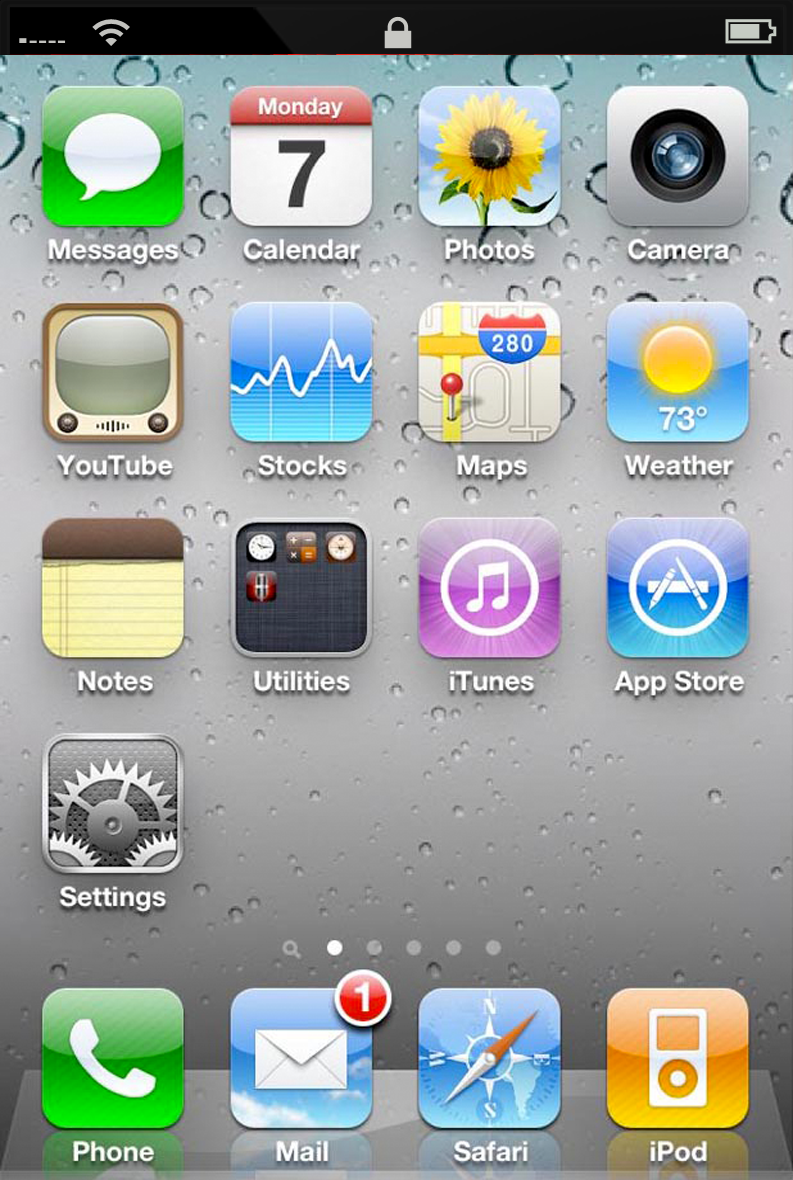 Monday
7
Messages
Calendar
Photos
Camera
280
73°
YouTube
Stocks
Maps
Weather
Notes
Utilities
iTunes
App Store
Settings
1
N
S
Phone
Mail
Safari
iPod